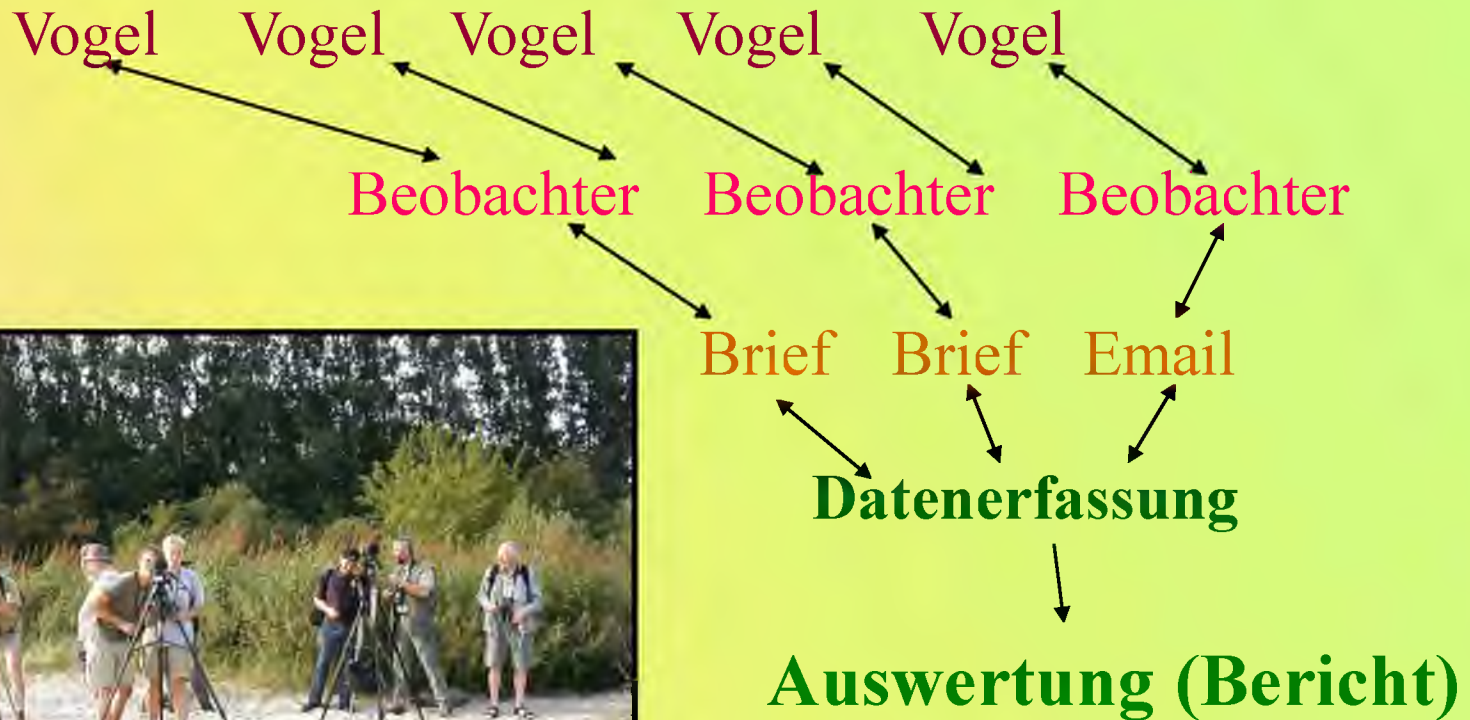 Vogel Vogel Vogel Vogel Vogel
Beobachter Beobachter Beobachter
Brief Brief Email
Datenerfassung
Auswertung (Bericht)